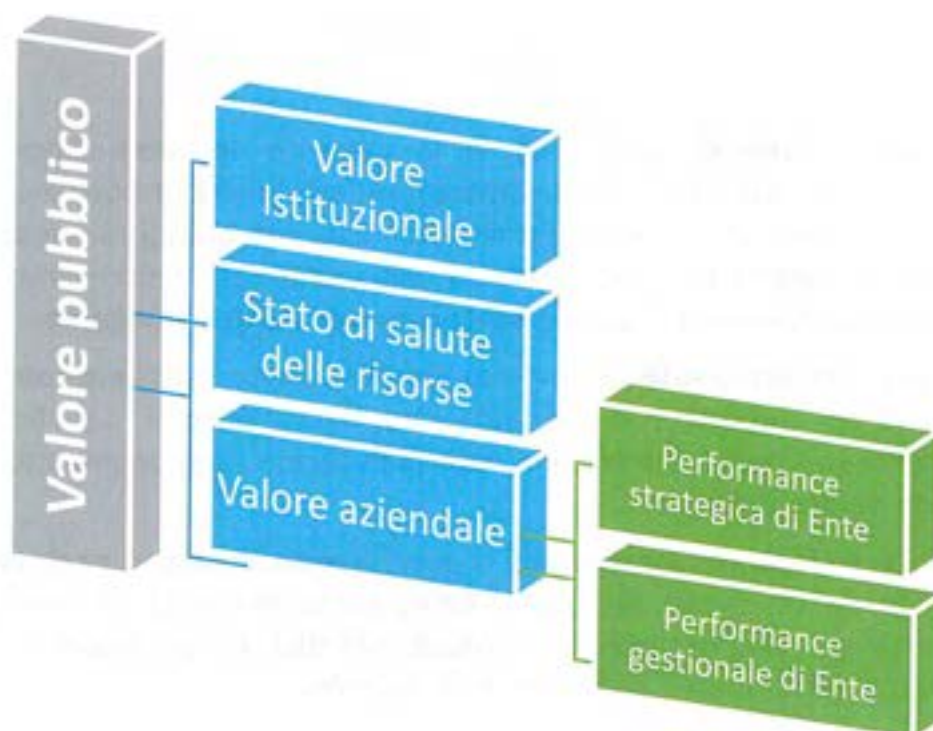 Valore pubblico
Valore
Istituzionale
Stato di salute
delle risorse
Valore aziendale
Performance
strategica di Ente
Performance
gestionale di Ente